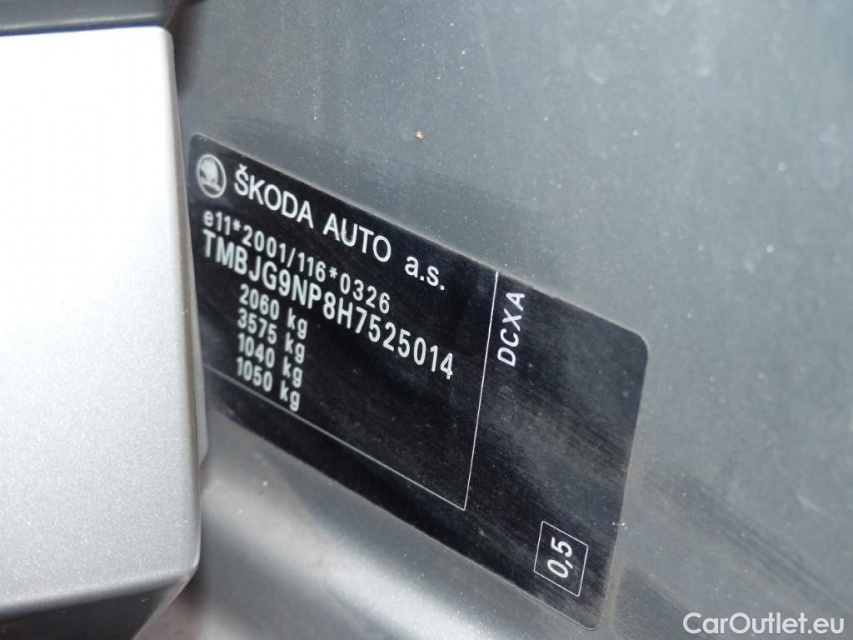 ŠKODA AUTO a.s.
e11*2001/116*0326
TMBJG9NP8H7525014
2060 kg
3575 kg
1040 kg
1050 kg
DCXA
0,5
CarOutlet.eu